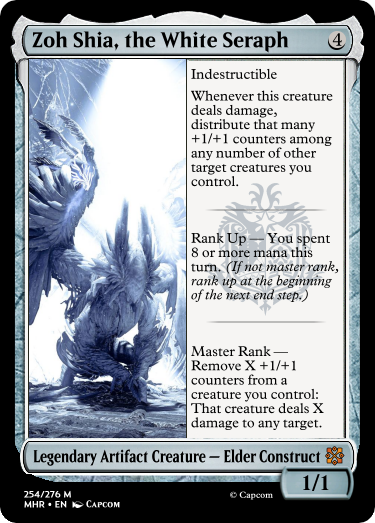 Zoh Shia, the White Seraph 4
Indestructible
Whenever this creature
deals damage,
distribute that many
+1/+1 counters among
any number of other
target creatures you
control.
Rank Up — You spent
8 or more mana this
turn. (If not master rank,
rank up at the beginning
of the next end step.)
Master Rank —
Remove X +1/+1
counters from a
creature you control:
That creature deals X
damage to any target.
Legendary Artifact Creature — Elder Construct
1/1
254/276 M
MHR • EN Capcom
© Capcom